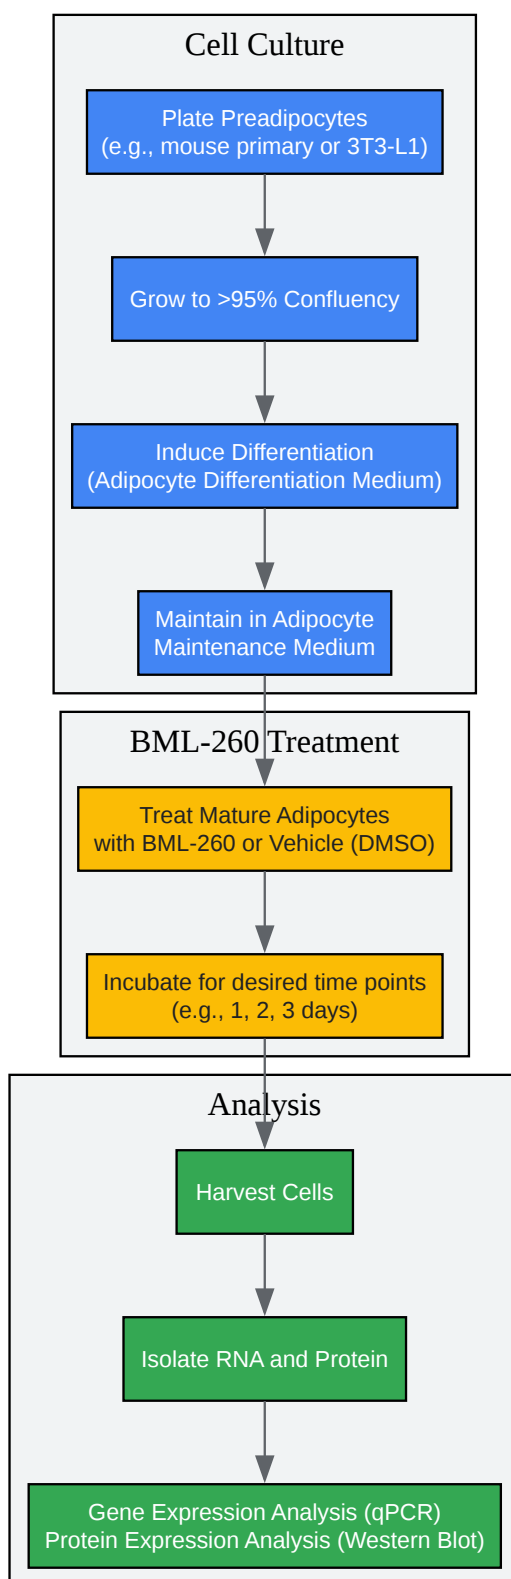 Cell Culture
Plate Preadipocytes
(e.g., mouse primary or 3T3-L1)
Grow to >95% Confluency
Induce Differentiation
(Adipocyte Differentiation Medium)
Maintain in Adipocyte
Maintenance Medium
BML-260 Treatment
Treat Mature Adipocytes
with BML-260 or Vehicle (DMSO)
Incubate for desired time points
(e.g., 1, 2, 3 days)
Analysis
Harvest Cells
Isolate RNA and Protein
Gene Expression Analysis (qPCR)
Protein Expression Analysis (Western Blot)